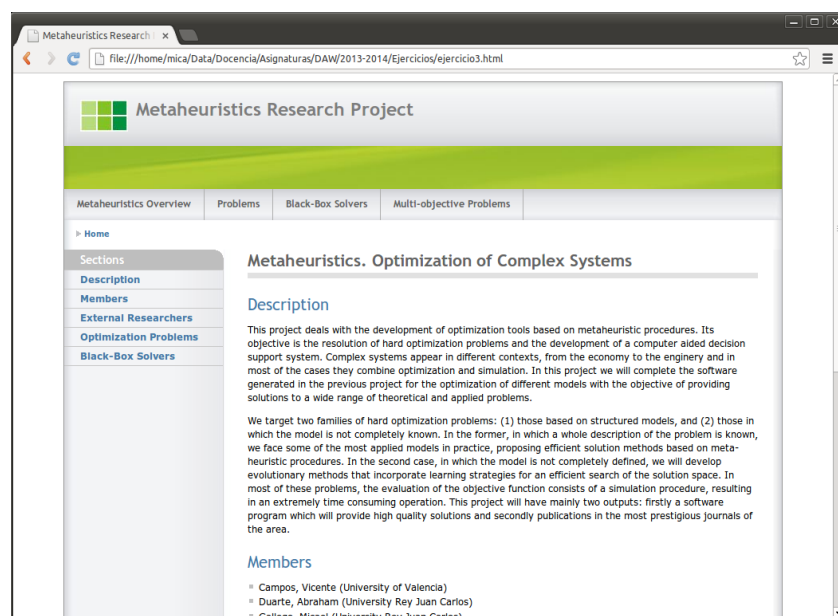 Metaheuristics Research
file:///home/mica/Data/Docencia/Asignaturas/DAW/2013-2014/Ejercicios/ejercicio3.html
Metaheuristics Research Project
Metaheuristics Overview
Problems
Black-Box Solvers
Multi-objective Problems
Home
Sections
Description
Members
External Researchers
Optimization Problems
Black-Box Solvers
Metaheuristics. Optimization of Complex Systems
Description
This project deals with the development of optimization tools based on metaheuristic procedures. Its
objective is the resolution of hard optimization problems and the development of a computer aided decision
support system. Complex systems appear in different contexts, from the economy to the enginery and in
most of the cases they combine optimization and simulation. In this project we will complete the software
generated in the previous project for the optimization of different models with the objective of providing
solutions to a wide range of theoretical and applied problems.
We target two families of hard optimization problems: (1) those based on structured models, and (2) those in
which the model is not completely known. In the former, in which a whole description of the problem is known,
we face some of the most applied models in practice, proposing efficient solution methods based on meta-
heuristic procedures. In the second case, in which the model is not completely defined, we will develop
evolutionary methods that incorporate learning strategies for an efficient search of the solution space. In
most of these problems, the evaluation of the objective function consists of a simulation procedure, resulting
in an extremely time consuming operation. This project will have mainly two outputs: firstly a software
program which will provide high quality solutions and secondly publications in the most prestigious journals of
the area.
Members
Campos, Vicente (University of Valencia)
Duarte, Abraham (University Rey Juan Carlos)